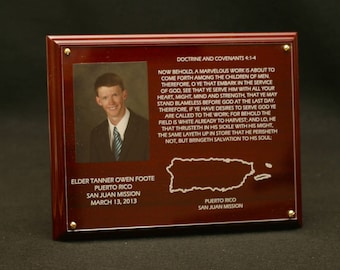 DOCTRINE AND COVENANTS 4:1-4
NOW BEHOLD, A MARVELOUS WORK IS ABOUT TO
COME FORTH AMONG THE CHILDREN OF MEN.
THEREFORE, O YE THAT EMBARK IN THE SERVICE
OF GOD, SEE THAT YE SERVE HIM WITH ALL YOUR
HEART, MIGHT, MIND AND STRENGTH, THAT YE MAY
STAND BLAMELESS BEFORE GOD AT THE LAST DAY.
THEREFORE, IF YE HAVE DESIRES TO SERVE GOD YE
ARE CALLED TO THE WORK; FOR BEHOLD THE
FIELD IS WHITE ALREADY TO HARVEST; AND LO, HE
THAT THRUSTETH IN HIS SICKLE WITH HIS MIGHT,
THE SAME LAYETH UP IN STORE THAT HE PERISHETH
NOT, BUT BRINGETH SALVATION TO HIS SOUL;
ELDER TANNER OWEN FOOTE
PUERTO RICO
SAN JUAN MISSION
MARCH 13, 2013
PUERTO RICO
SAN JUAN MISSION